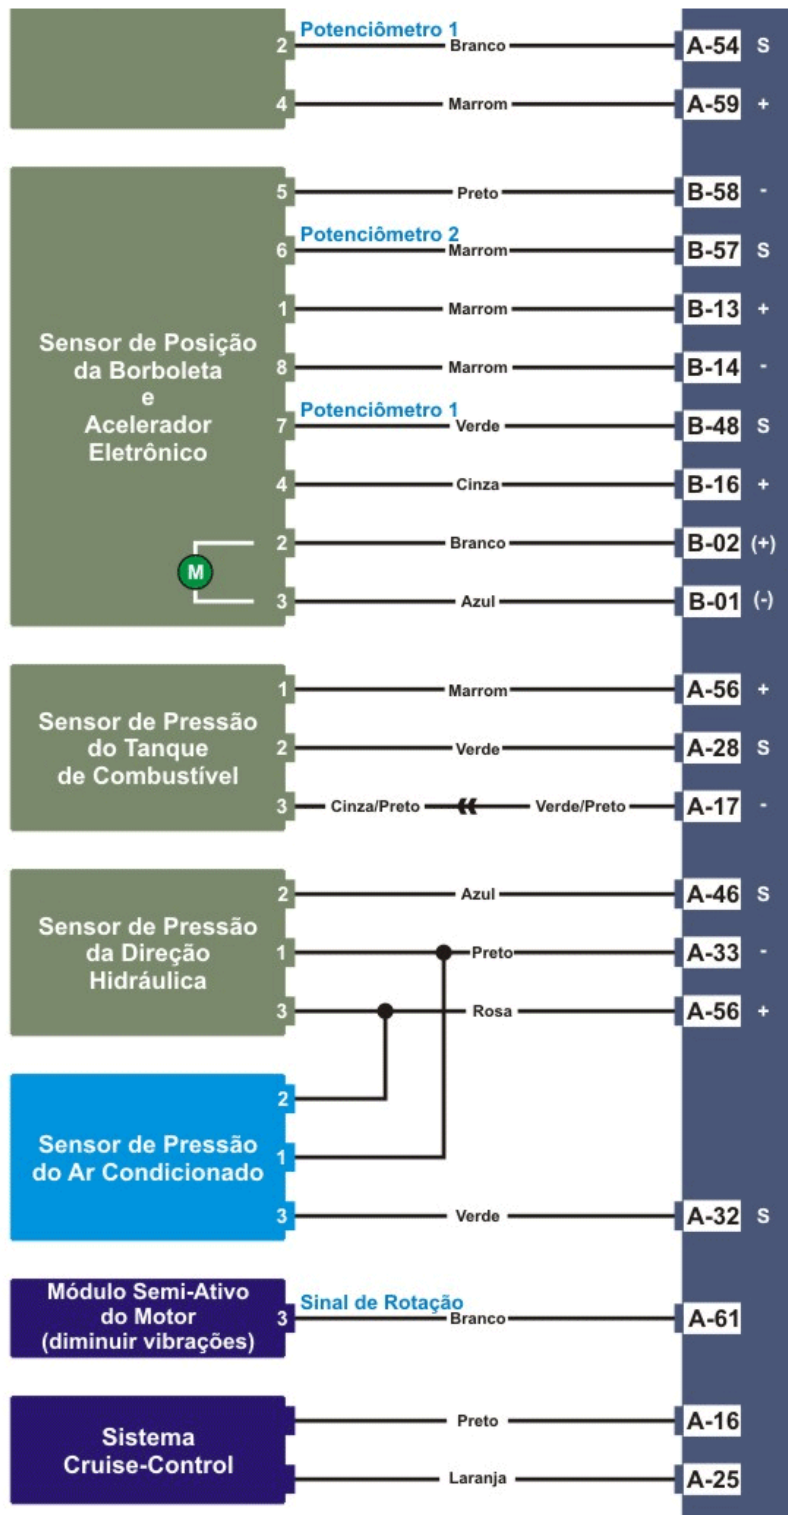 Potenciômetro 1
2 Branco A-54 S
4 Marrom A-59 +
5 Preto B-58 -
Potenciômetro 2
6 Marrom B-57 S
1 Marrom B-13 +
Sensor de Posição
da Borboleta
e
Acelerador
Eletrônico
8 Marrom B-14 -
Potenciômetro 1
7 Verde B-48 S
4 Cinza B-16 +
2 Branco B-02 (+)
M
3 Azul B-01 (-)
Sensor de Pressão
do Tanque
de Combustível
1 Marrom A-56 +
2 Verde A-28 S
3 Cinza/Preto Verde/Preto A-17 -
Sensor de Pressão
da Direção
Hidráulica
2 Azul A-46 S
1 Preto A-33 -
3 Rosa A-56 +
Sensor de Pressão
do Ar Condicionado
2
1
3 Verde A-32 S
Módulo Semi-Ativo
do Motor
(diminuir vibrações)
Sinal de Rotação
3 Branco A-61
Sistema
Cruise-Control
Preto A-16
Laranja A-25